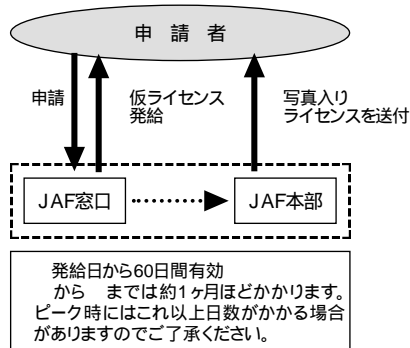 申 請 者
申請
仮ライセンス
発給
写真入り
ライセンスを送付
JAF窓口
JAF本部
発給日から60日間有効
から　までは約1ヶ月ほどかかります。
ピーク時にはこれ以上日数がかかる場合
がありますのでご了承ください。